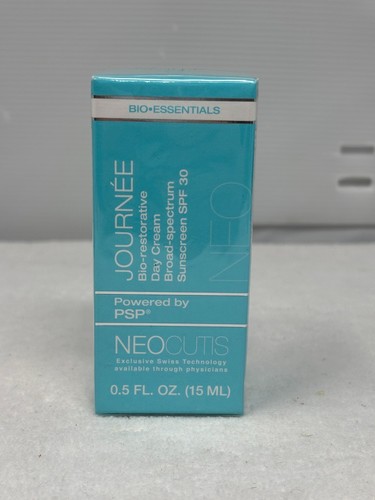 BIO•ESSENTIALS
JOURNÉE
Bio-restorative
Day Cream
Broad-spectrum
Sunscreen SPF 30
NEO
Powered by
PSP®
NEOCUTIS
Exclusive Swiss Technology
available through physicians
0.5 FL. OZ. (15 ML)